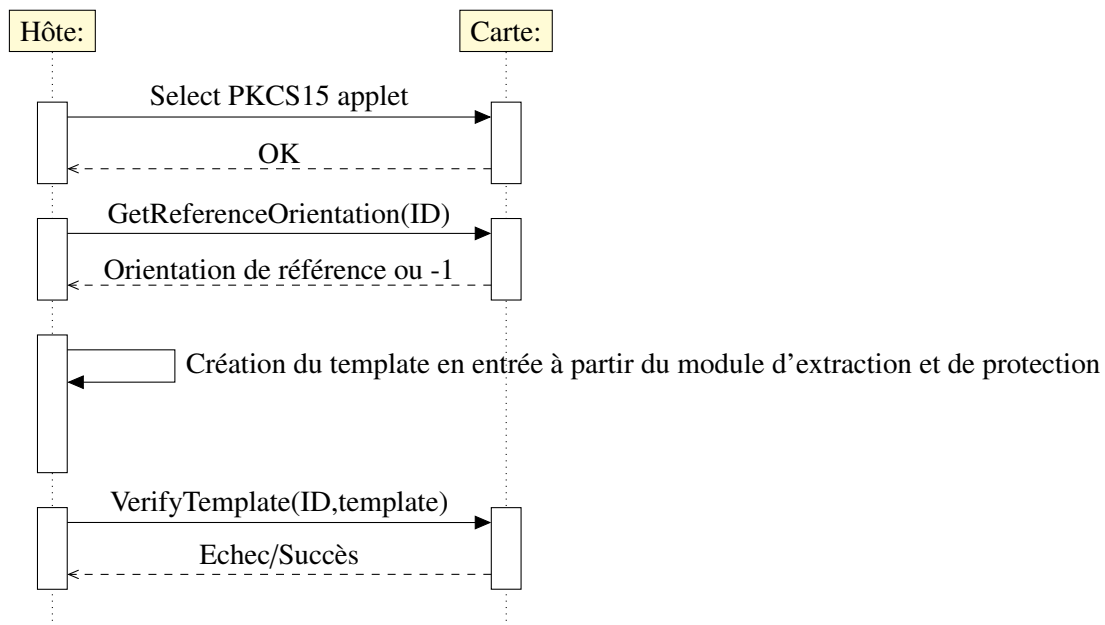 Hôte:
Carte:
Select PKCS15 applet
OK
GetReferenceOrientation(ID)
Orientation de référence ou -1
Création du template en entrée à partir du module d’extraction et de protection
VerifyTemplate(ID,template)
Echec/Succès